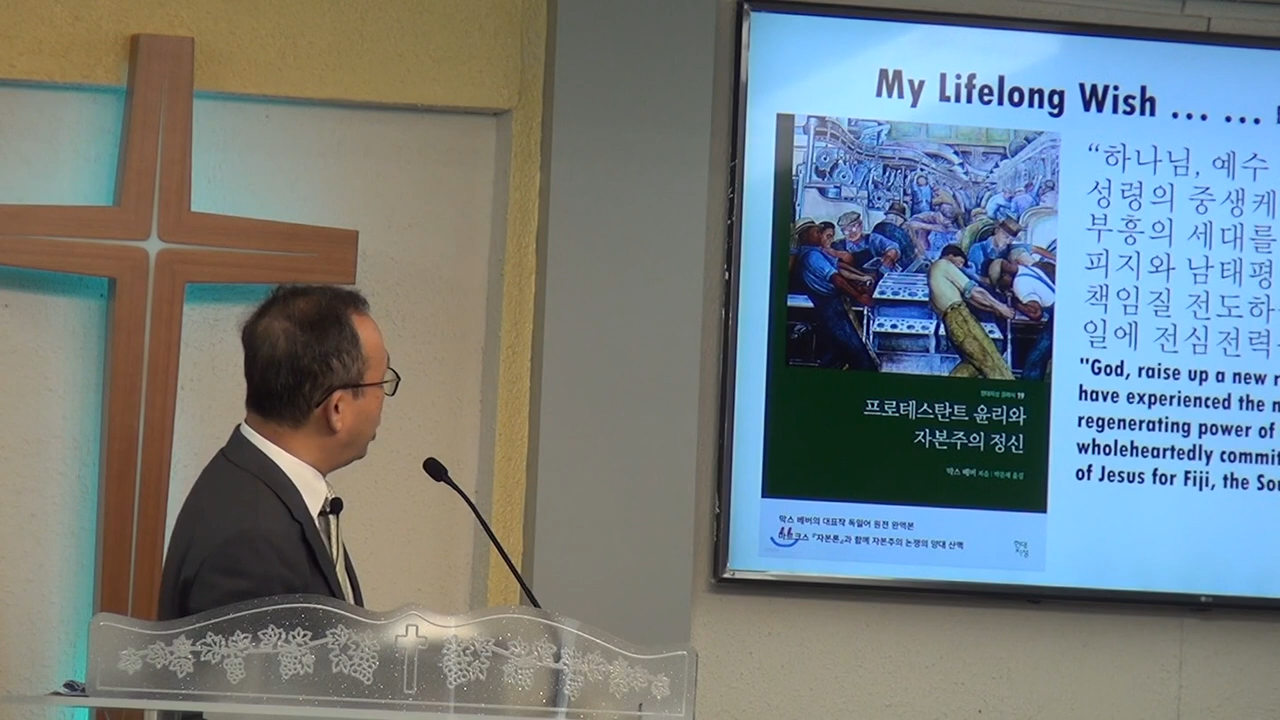 My Lifelong Wish ... ...
“하나님, 예수
성령의 중생케
부흥의 세대를
피지와 남태평
책임질 전도하
일에 전심전력
"God, raise up a new
have experienced the
regenerating power of
wholeheartedly commit
of Jesus for Fiji, the
현대지성 클래식 19
프로테스탄트 윤리와
자본주의 정신
막스 베버 지음 | 박문재 옮김
막스 베버의 대표작 독일어 원전 완역본
마르크스 『자본론』과 함께 자본주의 논쟁의 양대 산맥
현대
지성
LG